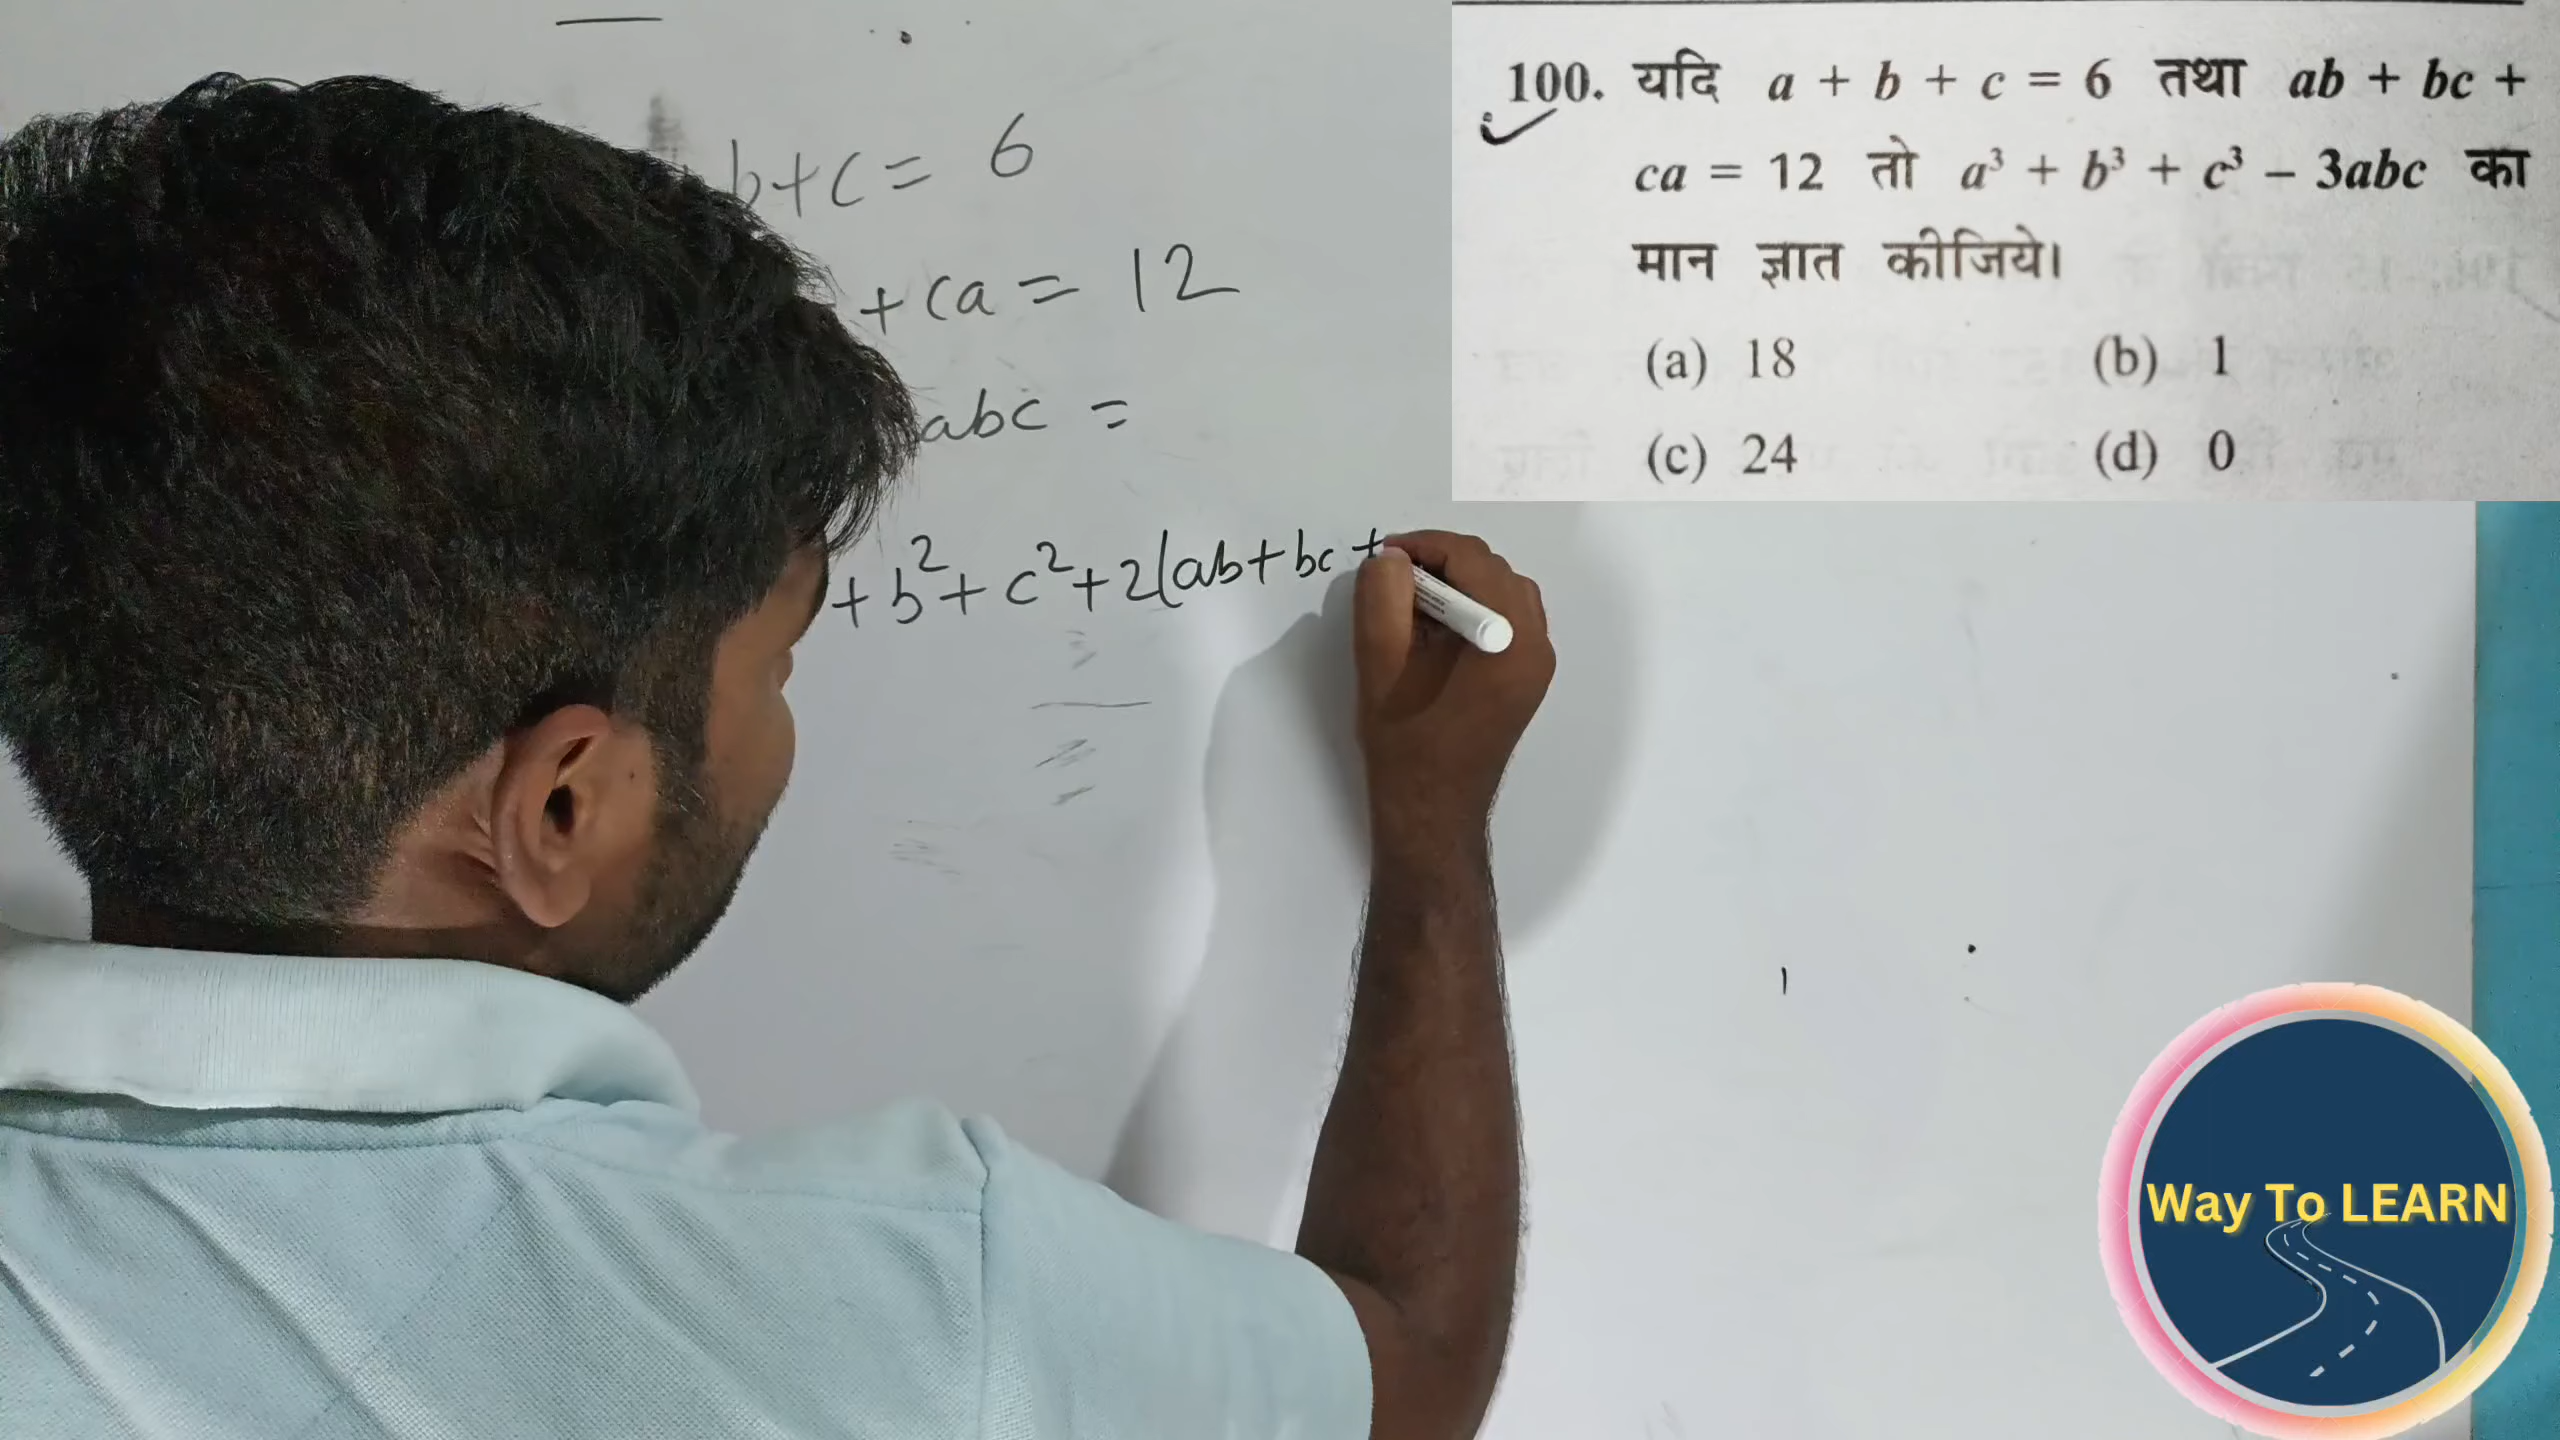 b+c= 6
+ca = 12
abc =
+ b²+ c²+2(ab+bc+
100. यदि a + b + c = 6 तथा ab + bc +
ca = 12 तो a³ + b³ + c³ – 3abc का
मान ज्ञात कीजिये।
(a) 18 (b) 1
(c) 24 (d) 0
Way To LEARN